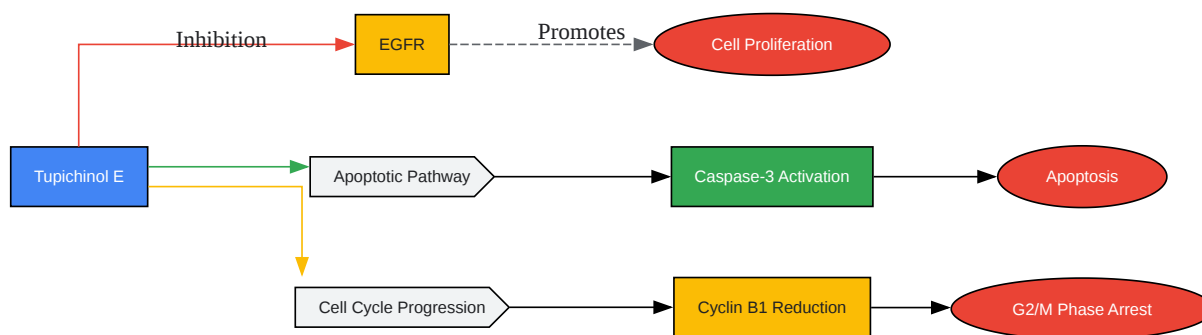 Inhibition
EGFR
Promotes
Cell Proliferation
Tupichinol E
Apoptotic Pathway
Caspase-3 Activation
Apoptosis
Cell Cycle Progression
Cyclin B1 Reduction
G2/M Phase Arrest